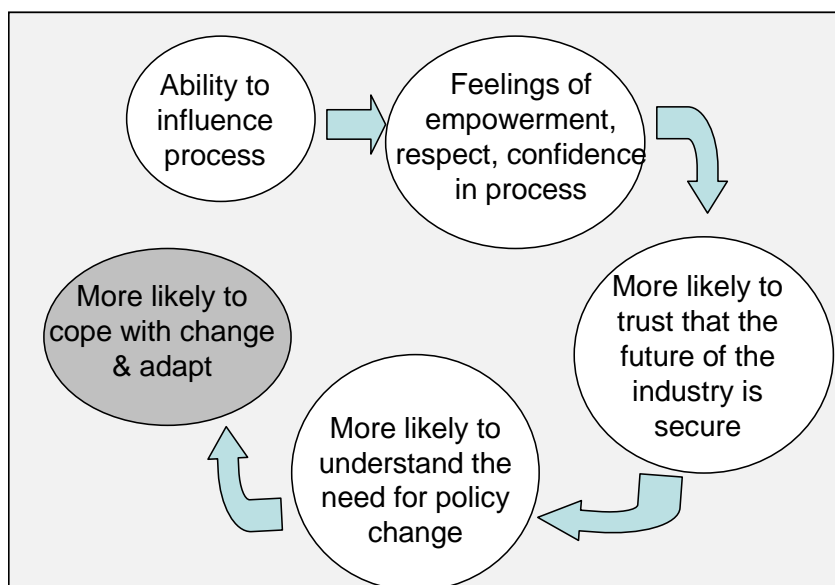 Ability to
influence
process
Feelings of
empowerment,
respect, confidence
in process
More likely to
trust that the
future of the
industry is
secure
More likely to
understand the
need for policy
change
More likely to
cope with change
& adapt